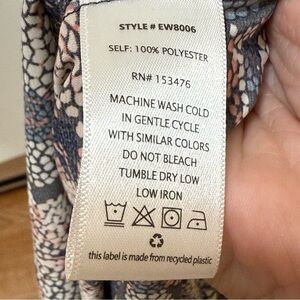 STYLE # EW8006
SELF: 100% POLYESTER
RN# 153476
MACHINE WASH COLD
IN GENTLE CYCLE
WITH SIMILAR COLORS
DO NOT BLEACH
TUMBLE DRY LOW
LOW IRON
this label is made from recycled plastic